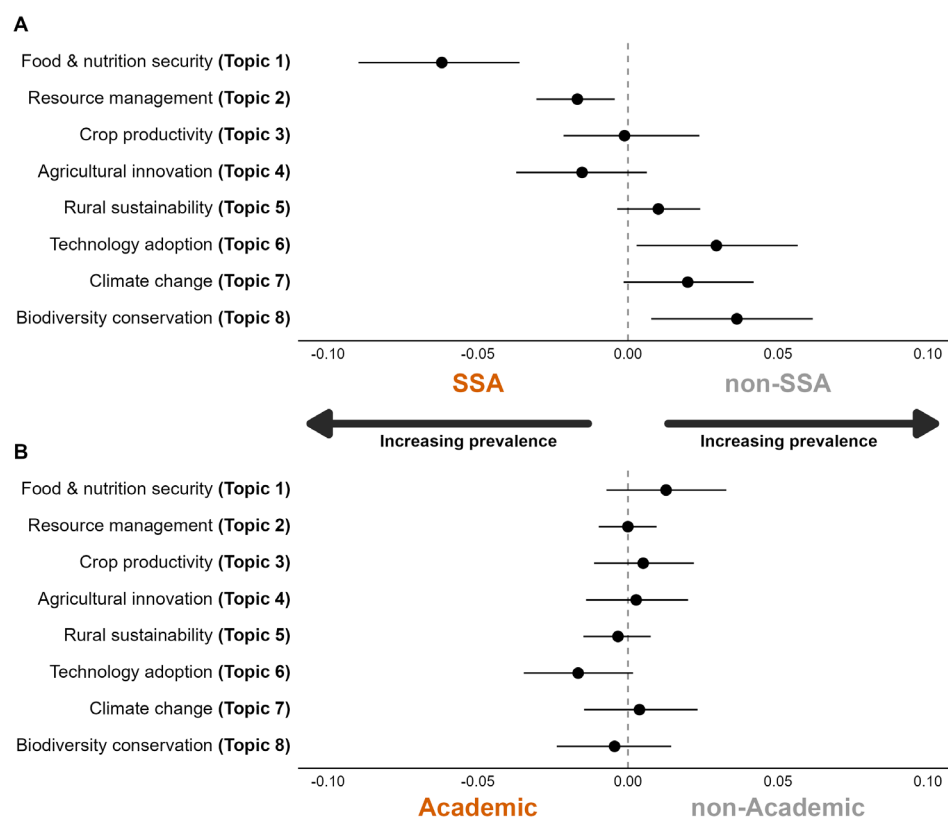 A
Food & nutrition security (Topic 1)
Resource management (Topic 2)
Crop productivity (Topic 3)
Agricultural innovation (Topic 4)
Rural sustainability (Topic 5)
Technology adoption (Topic 6)
Climate change (Topic 7)
Biodiversity conservation (Topic 8)
-0.10 -0.05 0.00 0.05 0.10
SSA non-SSA
Increasing prevalence Increasing prevalence
B
Food & nutrition security (Topic 1)
Resource management (Topic 2)
Crop productivity (Topic 3)
Agricultural innovation (Topic 4)
Rural sustainability (Topic 5)
Technology adoption (Topic 6)
Climate change (Topic 7)
Biodiversity conservation (Topic 8)
-0.10 -0.05 0.00 0.05 0.10
Academic non-Academic